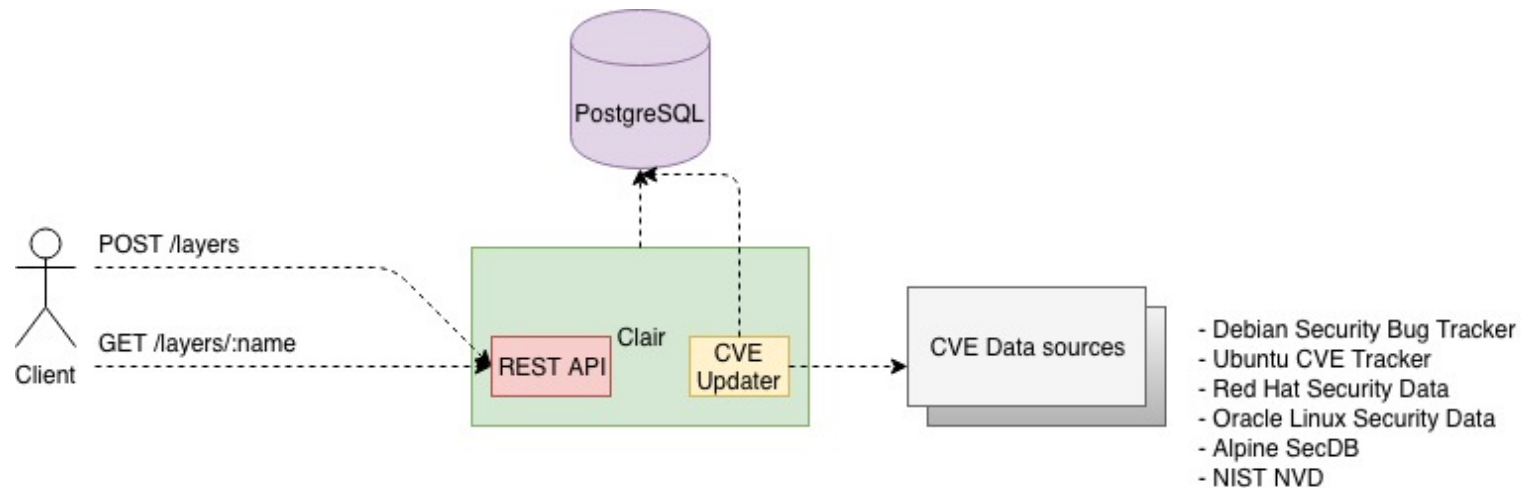 PostgreSQL
POST /layers
GET /layers/:name
Client
Clair
REST API
CVE
Updater
CVE Data sources
- Debian Security Bug Tracker
- Ubuntu CVE Tracker
- Red Hat Security Data
- Oracle Linux Security Data
- Alpine SecDB
- NIST NVD